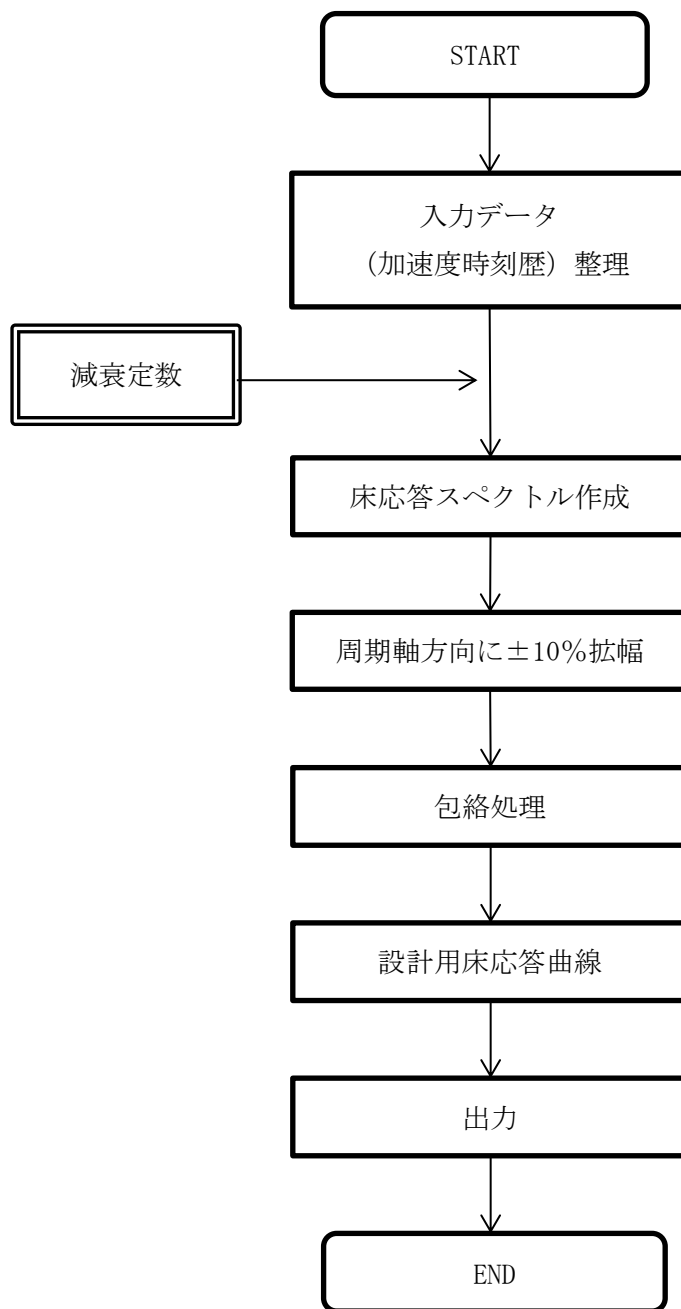 START
入力データ
(加速度時刻歴)整理
減衰定数
床応答スペクトル作成
周期軸方向に±10%拡幅
包絡処理
設計用床応答曲線
出力
END